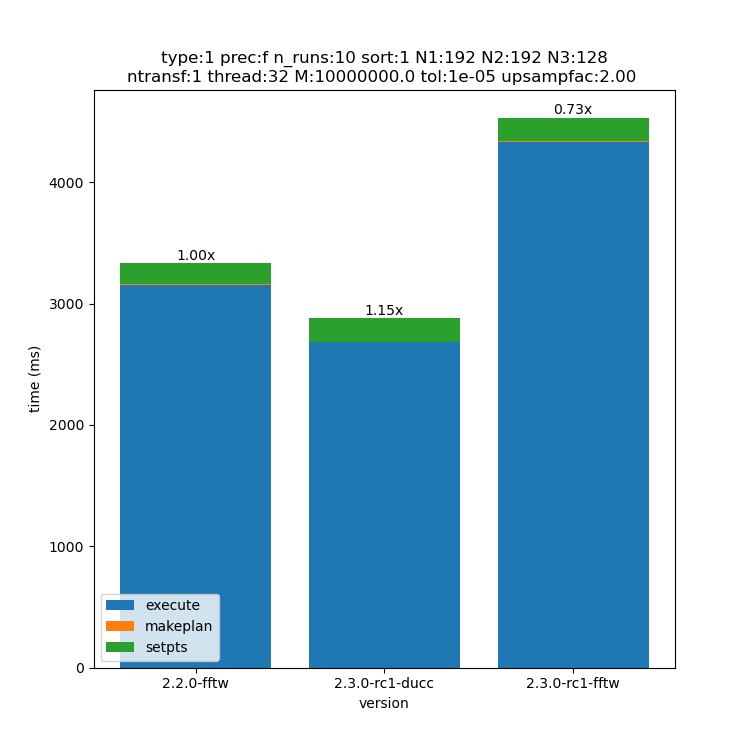 type:1 prec:f n_runs:10 sort:1 N1:192 N2:192 N3:128
ntransf:1 thread:32 M:10000000.0 tol:1e-05 upsampfac:2.00
0.73x
1.00x
1.15x
4000
3000
2000
1000
0
time (ms)
execute
makeplan
setpts
2.2.0-fftw
2.3.0-rc1-ducc
2.3.0-rc1-fftw
version